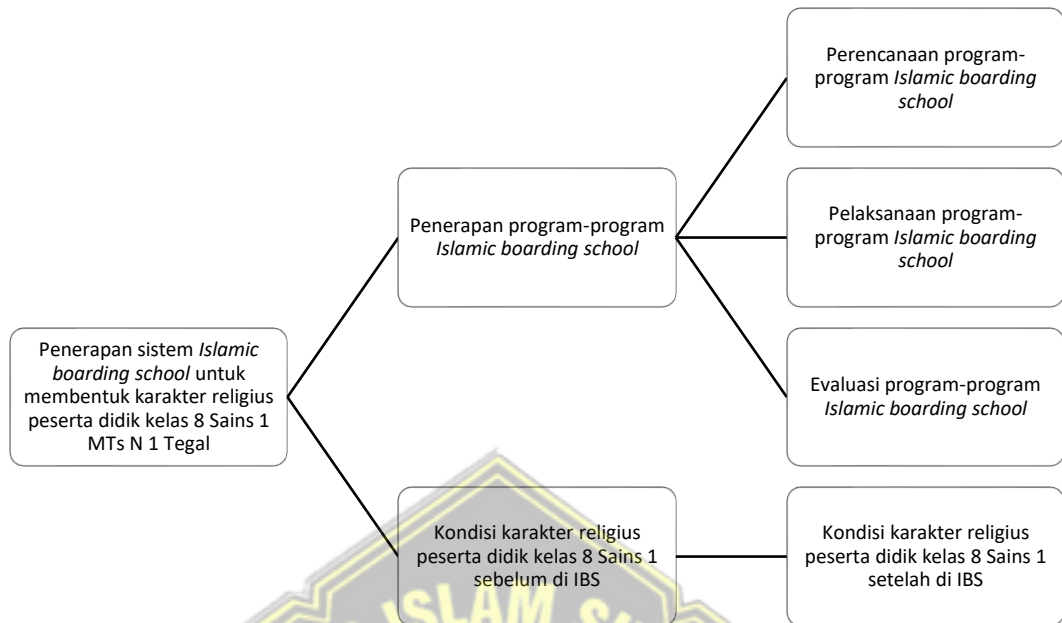 Perencanaan program-
program Islamic boarding
school
Penerapan program-program
Islamic boarding school
Pelaksanaan program-
program Islamic boarding
school
Penerapan sistem Islamic
boarding school untuk
membentuk karakter religius
peserta didik kelas 8 Sains 1
MTs N 1 Tegal
Evaluasi program-program
Islamic boarding school
Kondisi karakter religius
peserta didik kelas 8 Sains 1
sebelum di IBS
Kondisi karakter religius
peserta didik kelas 8 Sains 1
setelah di IBS
ISLAM